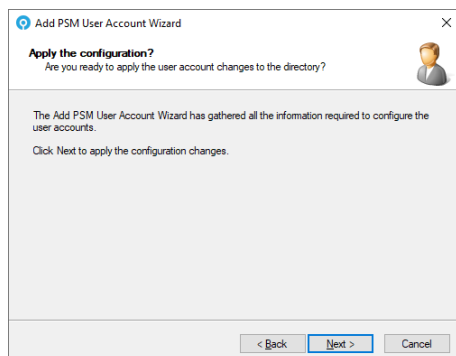 Add PSM User Account Wizard
Apply the configuration?
Are you ready to apply the user account changes to the directory?
The Add PSM User Account Wizard has gathered all the information required to configure the
user accounts.
Click Next to apply the configuration changes.
< Back
Next >
Cancel